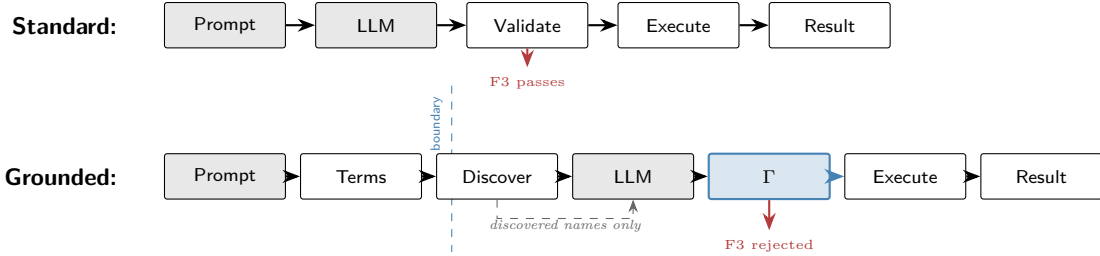 Standard: Prompt LLM Validate Execute Result
F3 passes
boundary
Grounded: Prompt Terms Discover LLM Γ Execute Result
discovered names only
F3 rejected